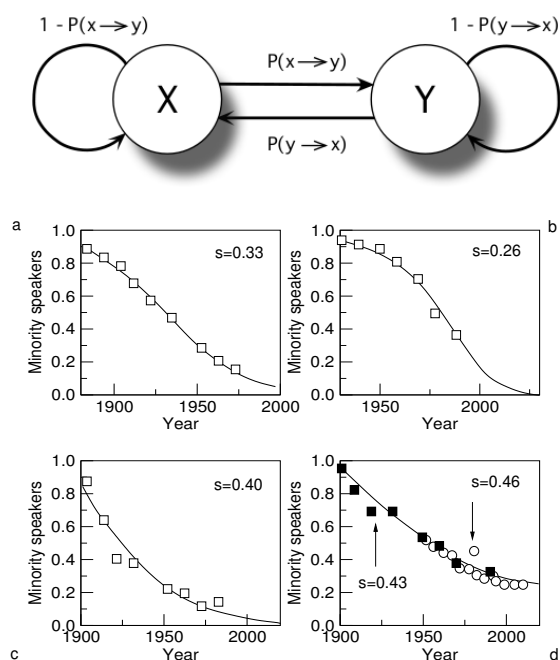 1 - P(x→y)
1 - P(y→x)
P(x→y)
X
Y
P(y→x)
a
b
1.0
0.8
0.6
0.4
0.2
0.0
Minority speakers
s=0.33
1900
1950
2000
Year
1.0
0.8
0.6
0.4
0.2
0.0
Minority speakers
s=0.26
1950
2000
Year
1.0
0.8
0.6
0.4
0.2
0.0
Minority speakers
s=0.40
1900
1950
2000
Year
1.0
0.8
0.6
0.4
0.2
0.0
Minority speakers
s=0.46
s=0.43
1900
1950
2000
Year
c
d